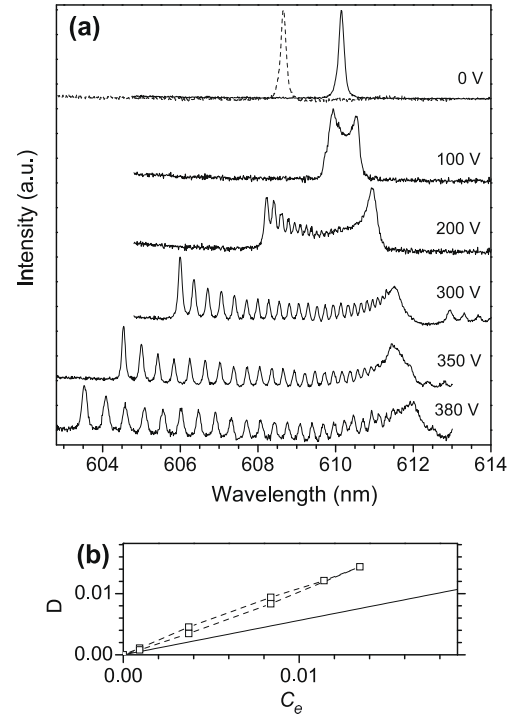 (a)
0 V
100 V
200 V
300 V
350 V
380 V
Intensity (a.u.)
604 606 608 610 612 614
Wavelength (nm)
(b)
0.01
D
0.00
0.00 0.01
Ce